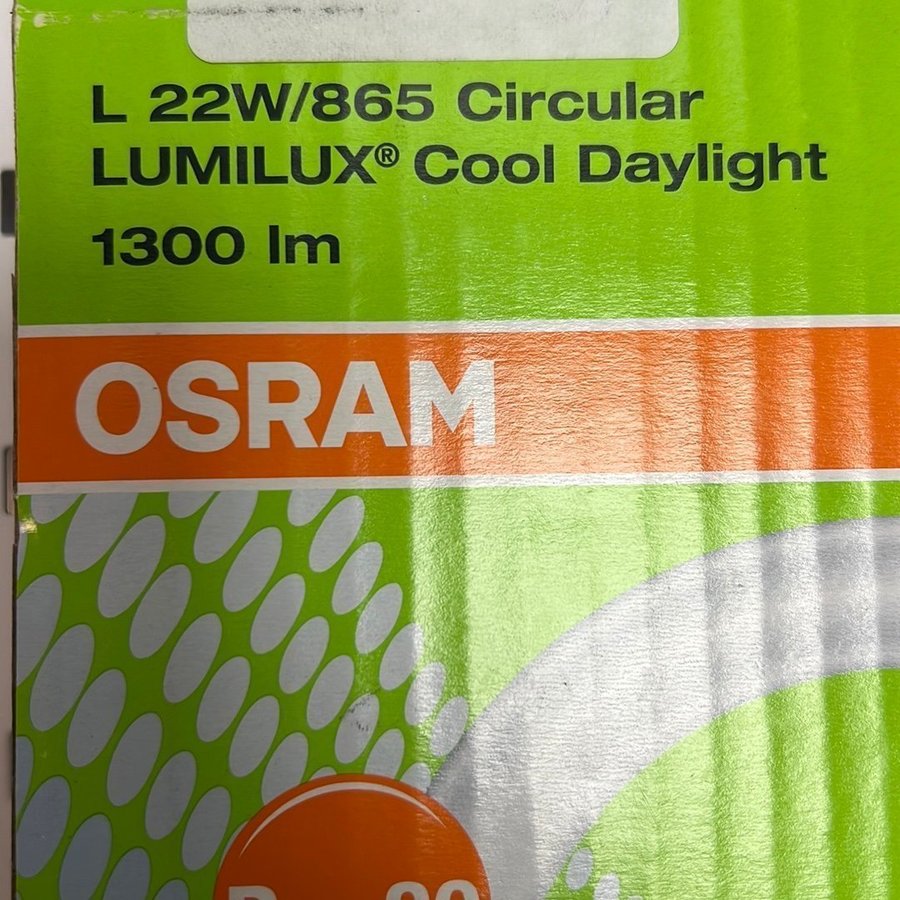 L 22W/865 Circular
LUMILUX® Cool Daylight
1300 lm
OSRAM